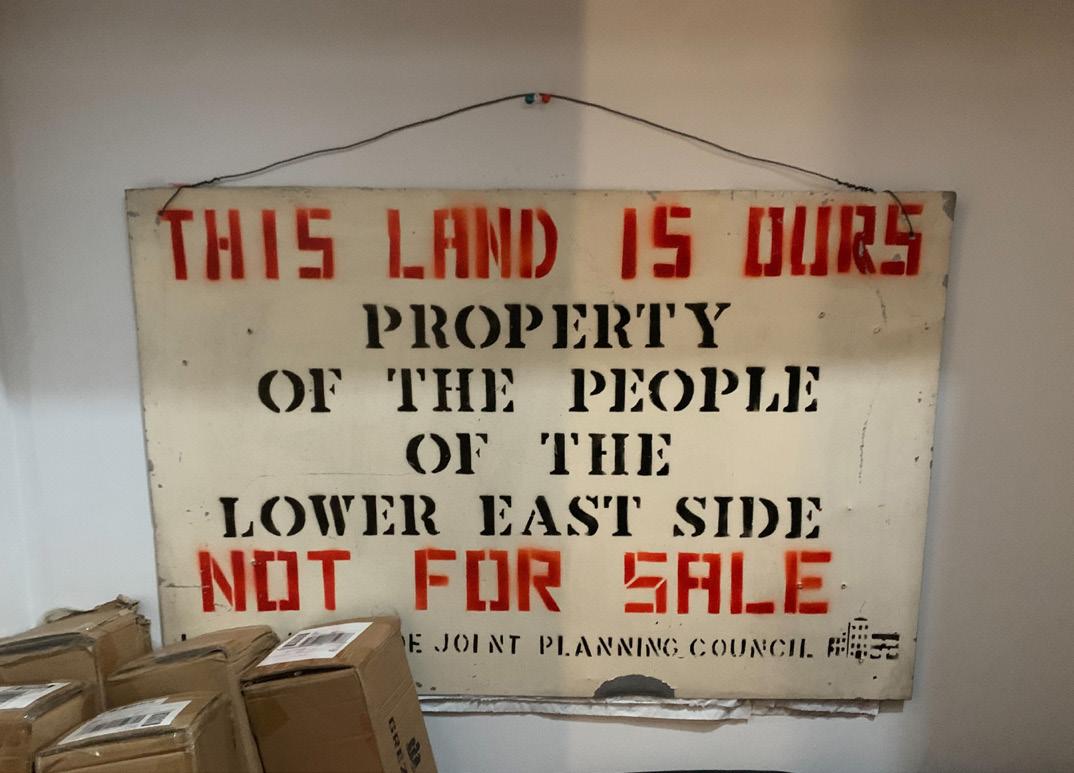 THIS LAND IS OURS
PROPERTY
OF THE PEOPLE
OF THE
LOWER EAST SIDE
NOT FOR SALE
JOINT PLANNING COUNCIL